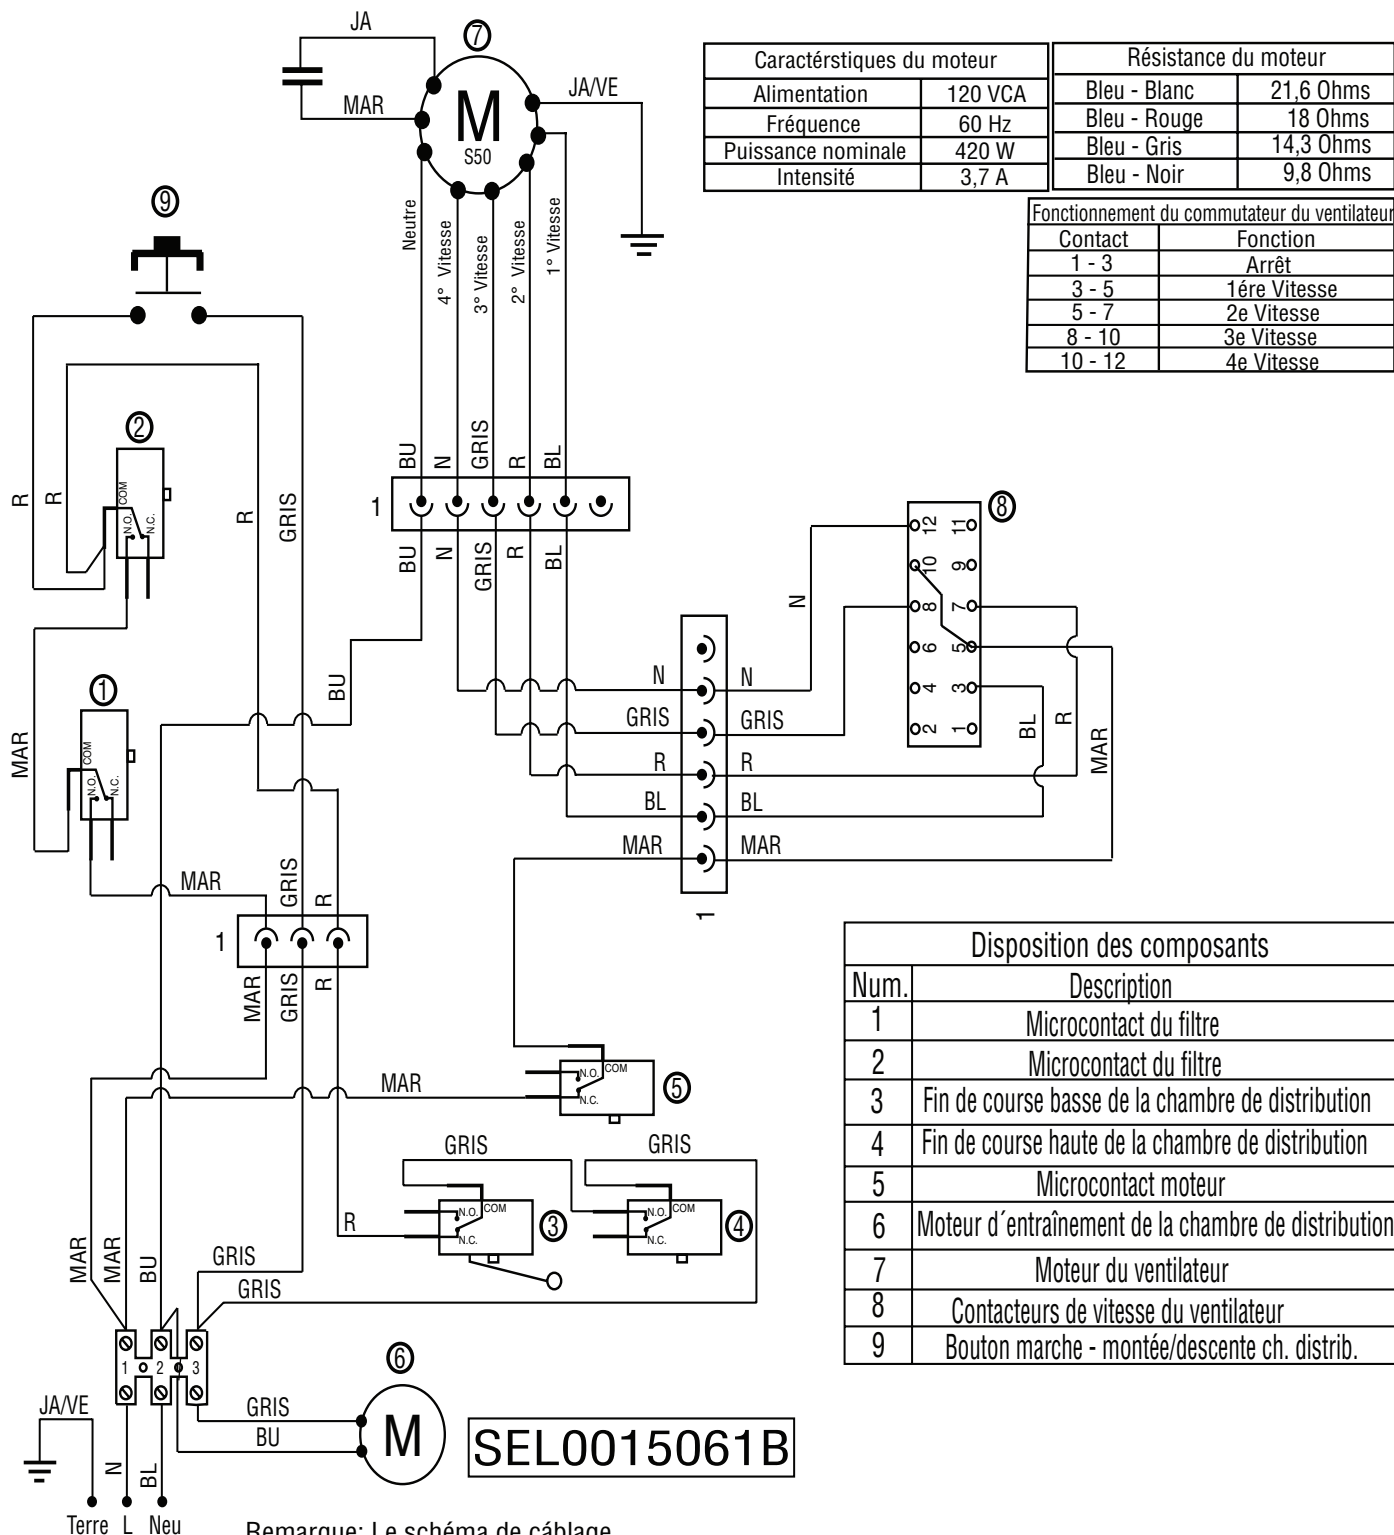 JA
7
MAR
JA/VE
M
S50
Caractérstiques du moteur
Alimentation 120 VCA
Fréquence 60 Hz
Puissance nominale 420 W
Intensité 3,7 A
Résistance du moteur
Bleu - Blanc 21,6 Ohms
Bleu - Rouge 18 Ohms
Bleu - Gris 14,3 Ohms
Bleu - Noir 9,8 Ohms
Fonctionnement du commutateur du ventilateur
Contact Fonction
1 - 3 Arrêt
3 - 5 1ére Vitesse
5 - 7 2e Vitesse
8 - 10 3e Vitesse
10 - 12 4e Vitesse
9
Neutre
4° Vitesse
3° Vitesse
2° Vitesse
1° Vitesse
2
R
R
COM
N.O.
N.C.
R
GRIS
BU
N
GRIS
R
BL
1
BU
N
GRIS
R
BL
8
12 11
10 9
8 7
6 5
4 3
2 1
N
BL
R
MAR
BU
1
MAR
COM
N.O.
N.C.
N N
GRIS GRIS
R R
BL BL
MAR MAR
1
MAR
GRIS
R
1
MAR
GRIS
R
MAR
N.O.
COM
N.C.
5
GRIS
GRIS
R
N.O.
COM
N.C.
3
N.O.
COM
N.C.
4
MAR
MAR
BU
GRIS
GRIS
1 2 3
6
JA/VE
GRIS
BU
M
N
BL
Terre L Neu
SEL0015061B
Disposition des composants
Num. Description
1 Microcontact du filtre
2 Microcontact du filtre
3 Fin de course basse de la chambre de distribution
4 Fin de course haute de la chambre de distribution
5 Microcontact moteur
6 Moteur d´entraînement de la chambre de distribution
7 Moteur du ventilateur
8 Contacteurs de vitesse du ventilateur
9 Bouton marche - montée/descente ch. distrib.
Remarque: Le schéma de câblage